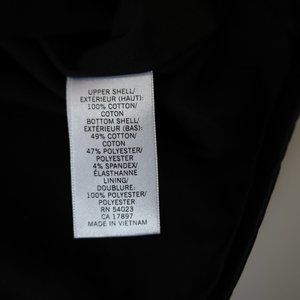 UPPER SHELL/
EXTÉRIEUR (HAUT):
100% COTTON/
COTON
BOTTOM SHELL/
EXTÉRIEUR (BAS):
49% COTTON/
COTON
47% POLYESTER/
POLYESTER
4% SPANDEX/
ÉLASTHANNE
LINING/
DOUBLURE:
100% POLYESTER/
POLYESTER
RN 54023
CA 17897
MADE IN VIETNAM